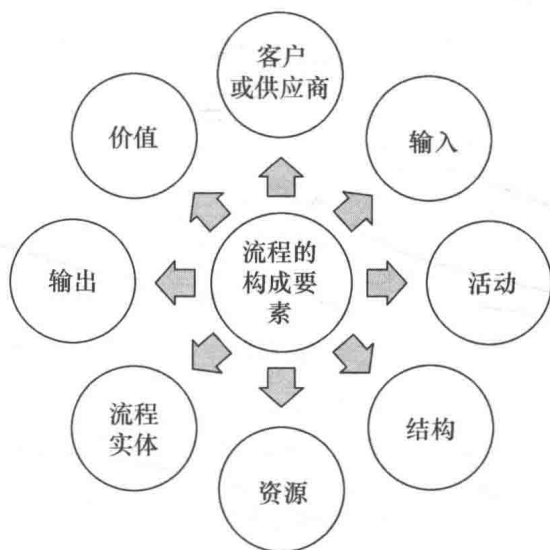 客户
或供应商
价值
输入
输出
流程的
构成要
素
活动
流程
实体
结构
资源